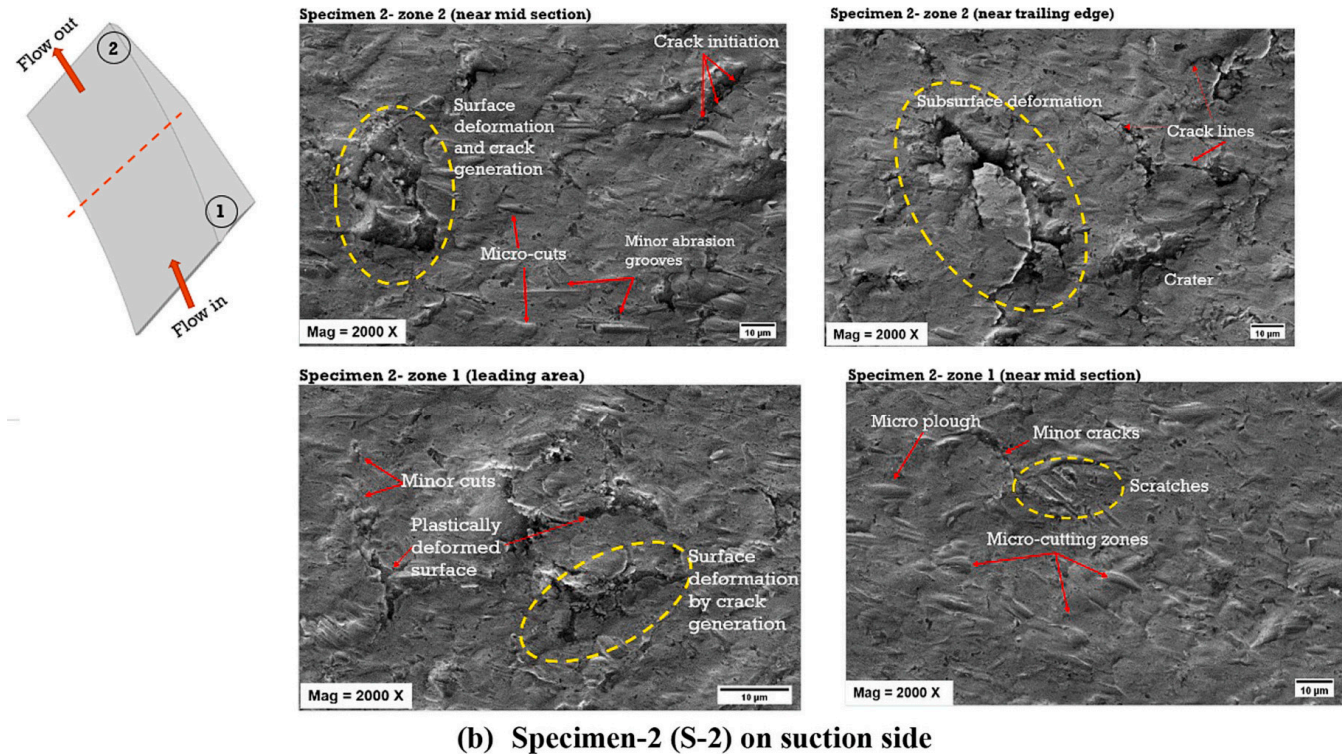 Flow out
2
1
Flow in
Specimen 2- zone 2 (near mid section)
Crack initiation
Surface
deformation
and crack
generation
Micro-cuts
Minor abrasion
grooves
Mag = 2000 X
10 µm
Specimen 2- zone 2 (near trailing edge)
Subsurface deformation
Crack lines
Crater
Mag = 2000 X
10 µm
Specimen 2- zone 1 (leading area)
Minor cuts
Plastically
deformed
surface
Surface
deformation
by crack
generation
Mag = 2000 X
10 µm
Specimen 2- zone 1 (near mid section)
Micro plough
Minor cracks
Scratches
Micro-cutting zones
Mag = 2000 X
10 µm
(b) Specimen-2 (S-2) on suction side